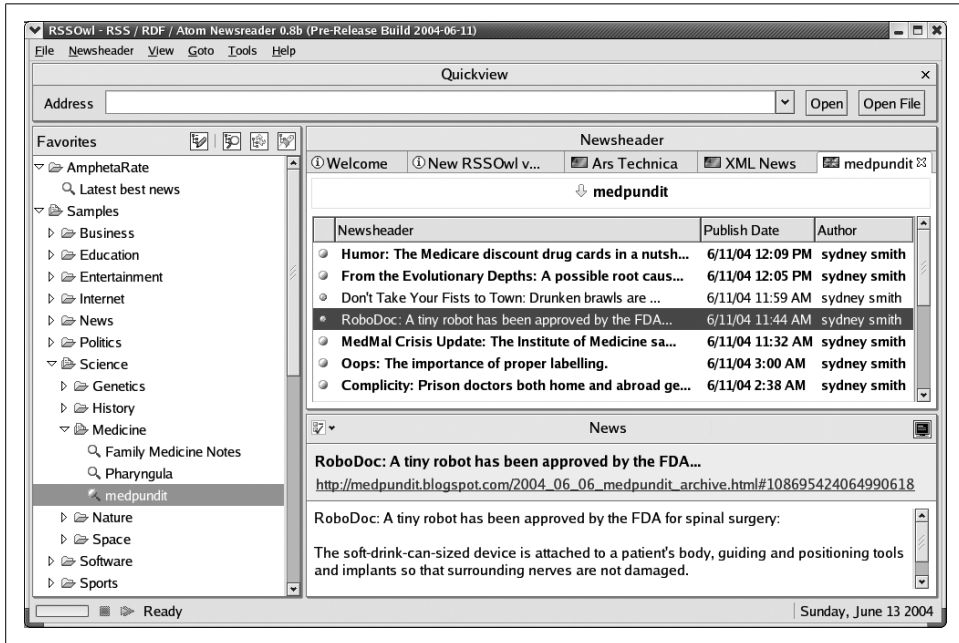 RSSOwl - RSS / RDF / Atom Newsreader 0.8b (Pre-Release Build 2004-06-11)
File Newsheader View Goto Tools Help
Quickview
Address Open Open File
Favorites
AmphetaRate
Latest best news
Samples
Business
Education
Entertainment
Internet
News
Politics
Science
Genetics
History
Medicine
Family Medicine Notes
Pharyngula
medpundit
Nature
Space
Software
Sports
Newsheader
Welcome New RSSOwl v... Ars Technica XML News medpundit
medpundit
Newsheader Publish Date Author
Humor: The Medicare discount drug cards in a nutsh... 6/11/04 12:09 PM sydney smith
From the Evolutionary Depths: A possible root caus... 6/11/04 12:05 PM sydney smith
Don't Take Your Fists to Town: Drunken brawls are ... 6/11/04 11:59 AM sydney smith
RoboDoc: A tiny robot has been approved by the FDA... 6/11/04 11:44 AM sydney smith
MedMal Crisis Update: The Institute of Medicine sa... 6/11/04 11:32 AM sydney smith
Oops: The importance of proper labelling. 6/11/04 3:00 AM sydney smith
Complicity: Prison doctors both home and abroad ge... 6/11/04 2:38 AM sydney smith
News
RoboDoc: A tiny robot has been approved by the FDA...
http://medpundit.blogspot.com/2004_06_06_medpundit_archive.html#108695424064990618
RoboDoc: A tiny robot has been approved by the FDA for spinal surgery:
The soft-drink-can-sized device is attached to a patient's body, guiding and positioning tools
and implants so that surrounding nerves are not damaged.
Ready
Sunday, June 13 2004